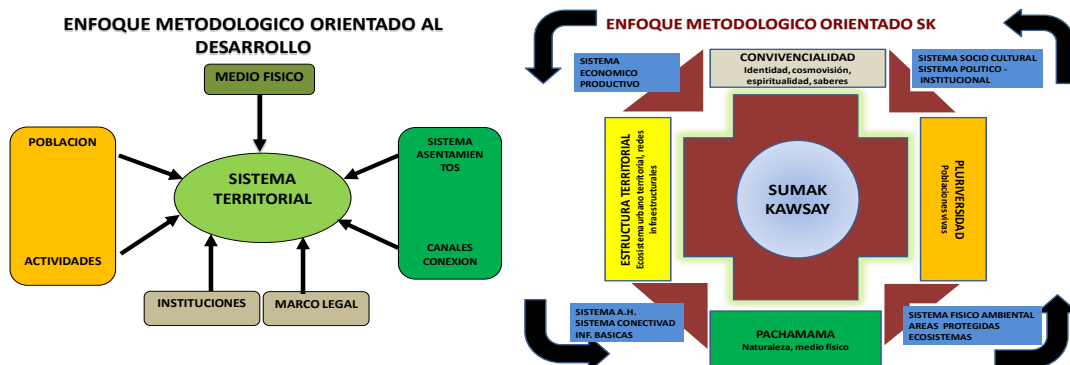 ENFOQUE METODOLOGICO ORIENTADO AL
DESARROLLO
MEDIO FISICO
POBLACION
ACTIVIDADES
SISTEMA
TERRITORIAL
SISTEMA
ASENTAMIEN
TOS
CANALES
CONEXION
INSTITUCIONES
MARCO LEGAL
ENFOQUE METODOLOGICO ORIENTADO SK
SISTEMA
ECONOMICO
PRODUCTIVO
CONVIVENCIALIDAD
Identidad, cosmovisión,
espiritualidad, saberes
SISTEMA SOCIO CULTURAL
SISTEMA POLITICO -
INSTITUCIONAL
ESTRUCTURA TERRITORIAL
Ecosistema urbano territorial, redes
infraestructurales
SUMAK
KAWSAY
PLURIVERSIDAD
Poblaciones vivas
SISTEMA A.H.
SISTEMA CONECTIVAD
INF. BASICAS
PACHAMAMA
Naturaleza, medio físico
SISTEMA FISICO AMBIENTAL
AREAS PROTEGIDAS
ECOSISTEMAS